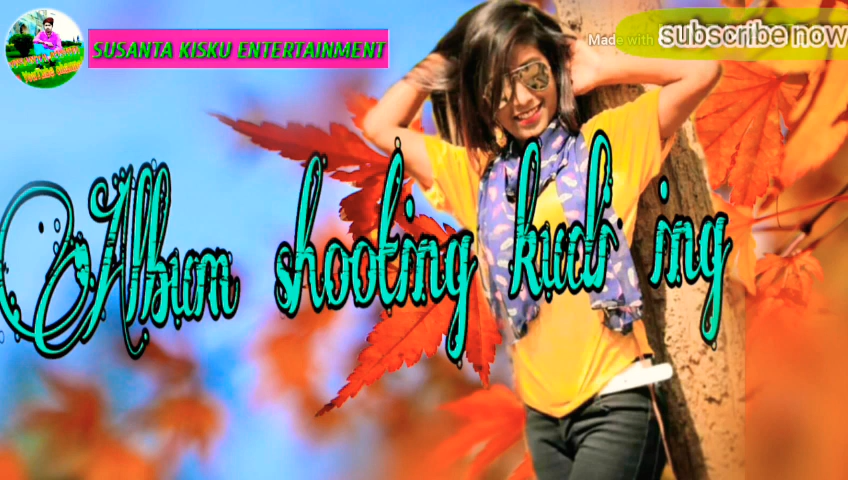 SUSANTA KISKU ENTERTAINMENT
Made with
subscribe now
Album shooting kudi ing